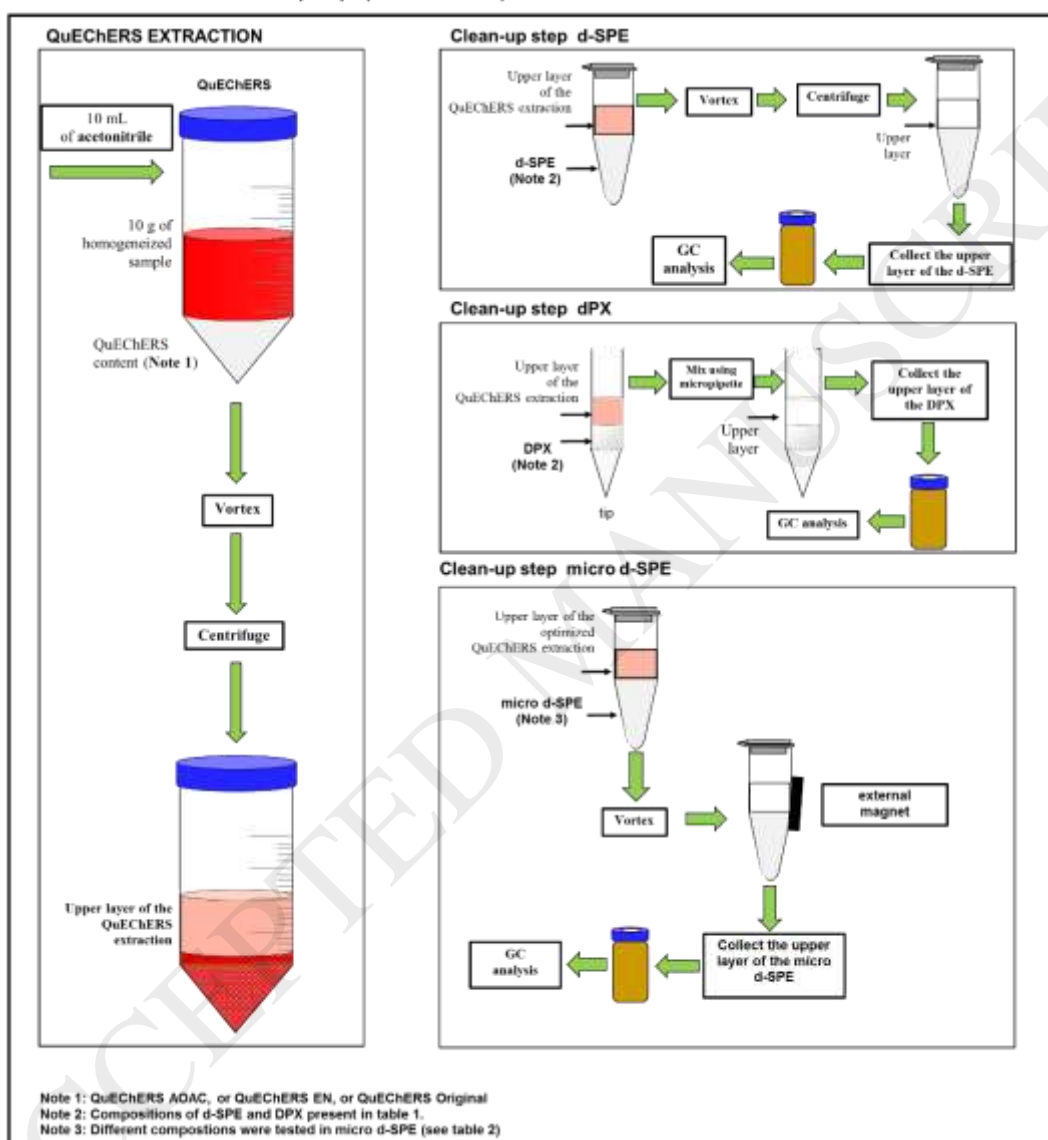 QuEChERS EXTRACTION
QuEChERS
10 mL
of acetonitrile
10 g of
homogeneized
sample
QuEChERS
content (Note 1)
Vortex
Centrifuge
Upper layer of the
QuEChERS
extraction
Clean-up step d-SPE
Upper layer
of the
QuEChERS extraction
d-SPE
(Note 2)
Vortex
Centrifuge
Upper
layer
Collect the upper
layer of the d-SPE
GC
analysis
Clean-up step dPX
Upper layer
of the
QuEChERS extraction
DPX
(Note 2)
tip
Mix using
micropipette
Upper
layer
Collect the
upper layer of
the DPX
GC analysis
Clean-up step micro d-SPE
Upper layer of the
optimized
QuEChERS extraction
micro d-SPE
(Note 3)
Vortex
external
magnet
Collect the upper
layer of the micro
d-SPE
GC
analysis
Note 1: QuEChERS AOAC, or QuEChERS EN, or QuEChERS Original
Note 2: Compositions of d-SPE and DPX present in table 1.
Note 3: Different compostions were tested in micro d-SPE (see table 2)